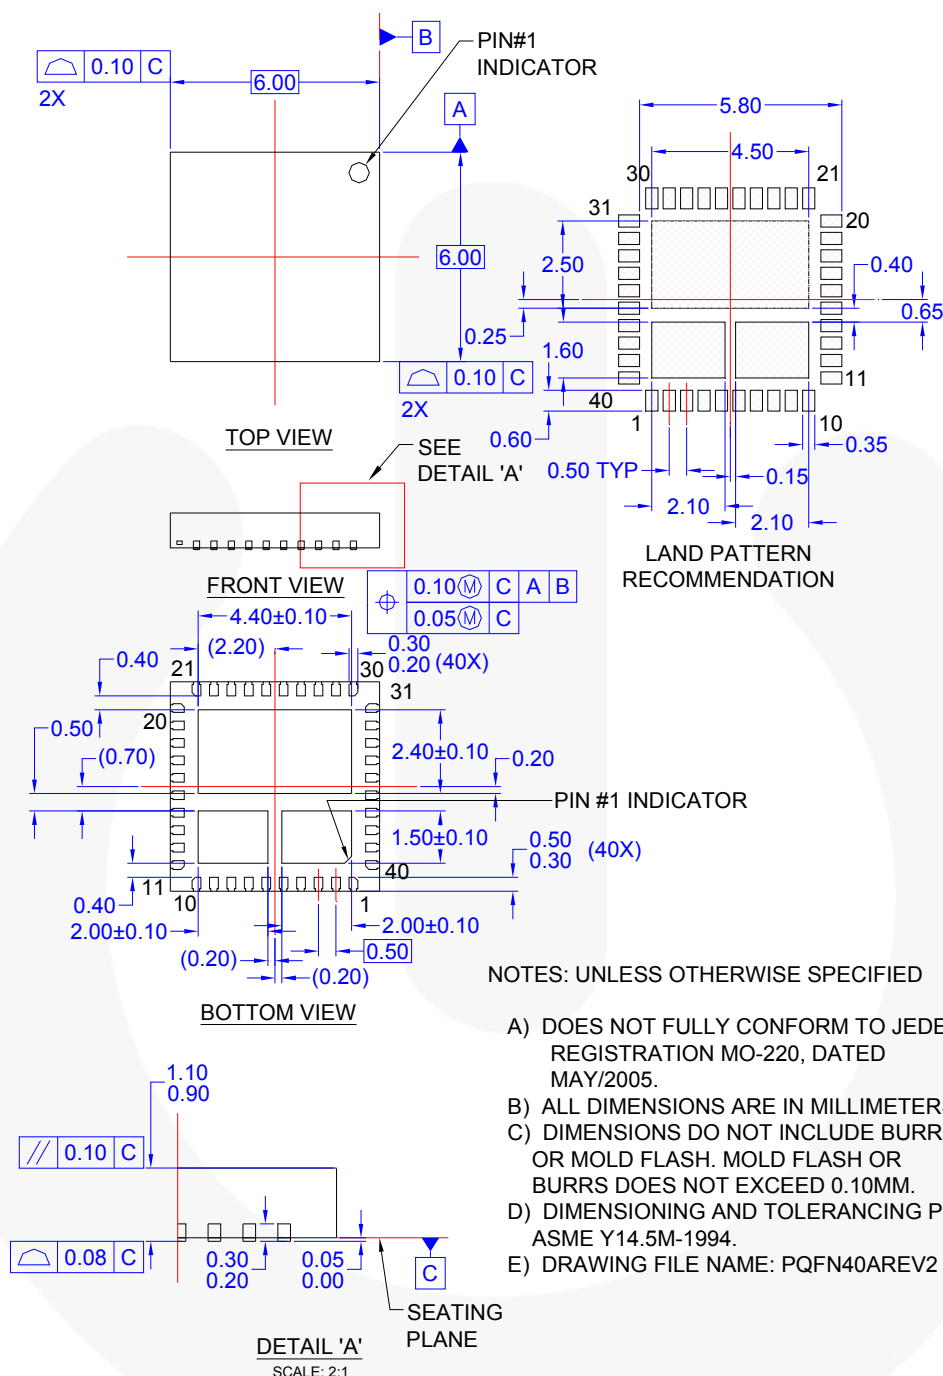 B
PIN#1
INDICATOR
0.10 C
2X
6.00
A
6.00
0.10 C
2X
TOP VIEW
5.80
4.50
30
21
31
20
2.50
0.40
0.65
0.25
1.60
11
40
1
10
0.60
0.35
0.50 TYP
0.15
2.10
2.10
LAND PATTERN
RECOMMENDATION
SEE
DETAIL 'A'
FRONT VIEW
0.10 M C A B
0.05 M C
4.40±0.10
(2.20)
0.30
0.20 (40X)
0.40
21
30
31
20
0.50
(0.70)
2.40±0.10
0.20
PIN #1 INDICATOR
1.50±0.10
0.50
0.30 (40X)
11
40
10
1
0.40
2.00±0.10
2.00±0.10
(0.20)
0.50
(0.20)
BOTTOM VIEW
NOTES: UNLESS OTHERWISE SPECIFIED
A) DOES NOT FULLY CONFORM TO JEDE
REGISTRATION MO-220, DATED
MAY/2005.
B) ALL DIMENSIONS ARE IN MILLIMETER
C) DIMENSIONS DO NOT INCLUDE BURR
OR MOLD FLASH. MOLD FLASH OR
BURRS DOES NOT EXCEED 0.10MM.
D) DIMENSIONING AND TOLERANCING P
ASME Y14.5M-1994.
E) DRAWING FILE NAME: PQFN40AREV2
1.10
0.90
// 0.10 C
0.08 C
0.30
0.20
0.05
0.00
C
SEATING
PLANE
DETAIL 'A'
SCALE: 2:1